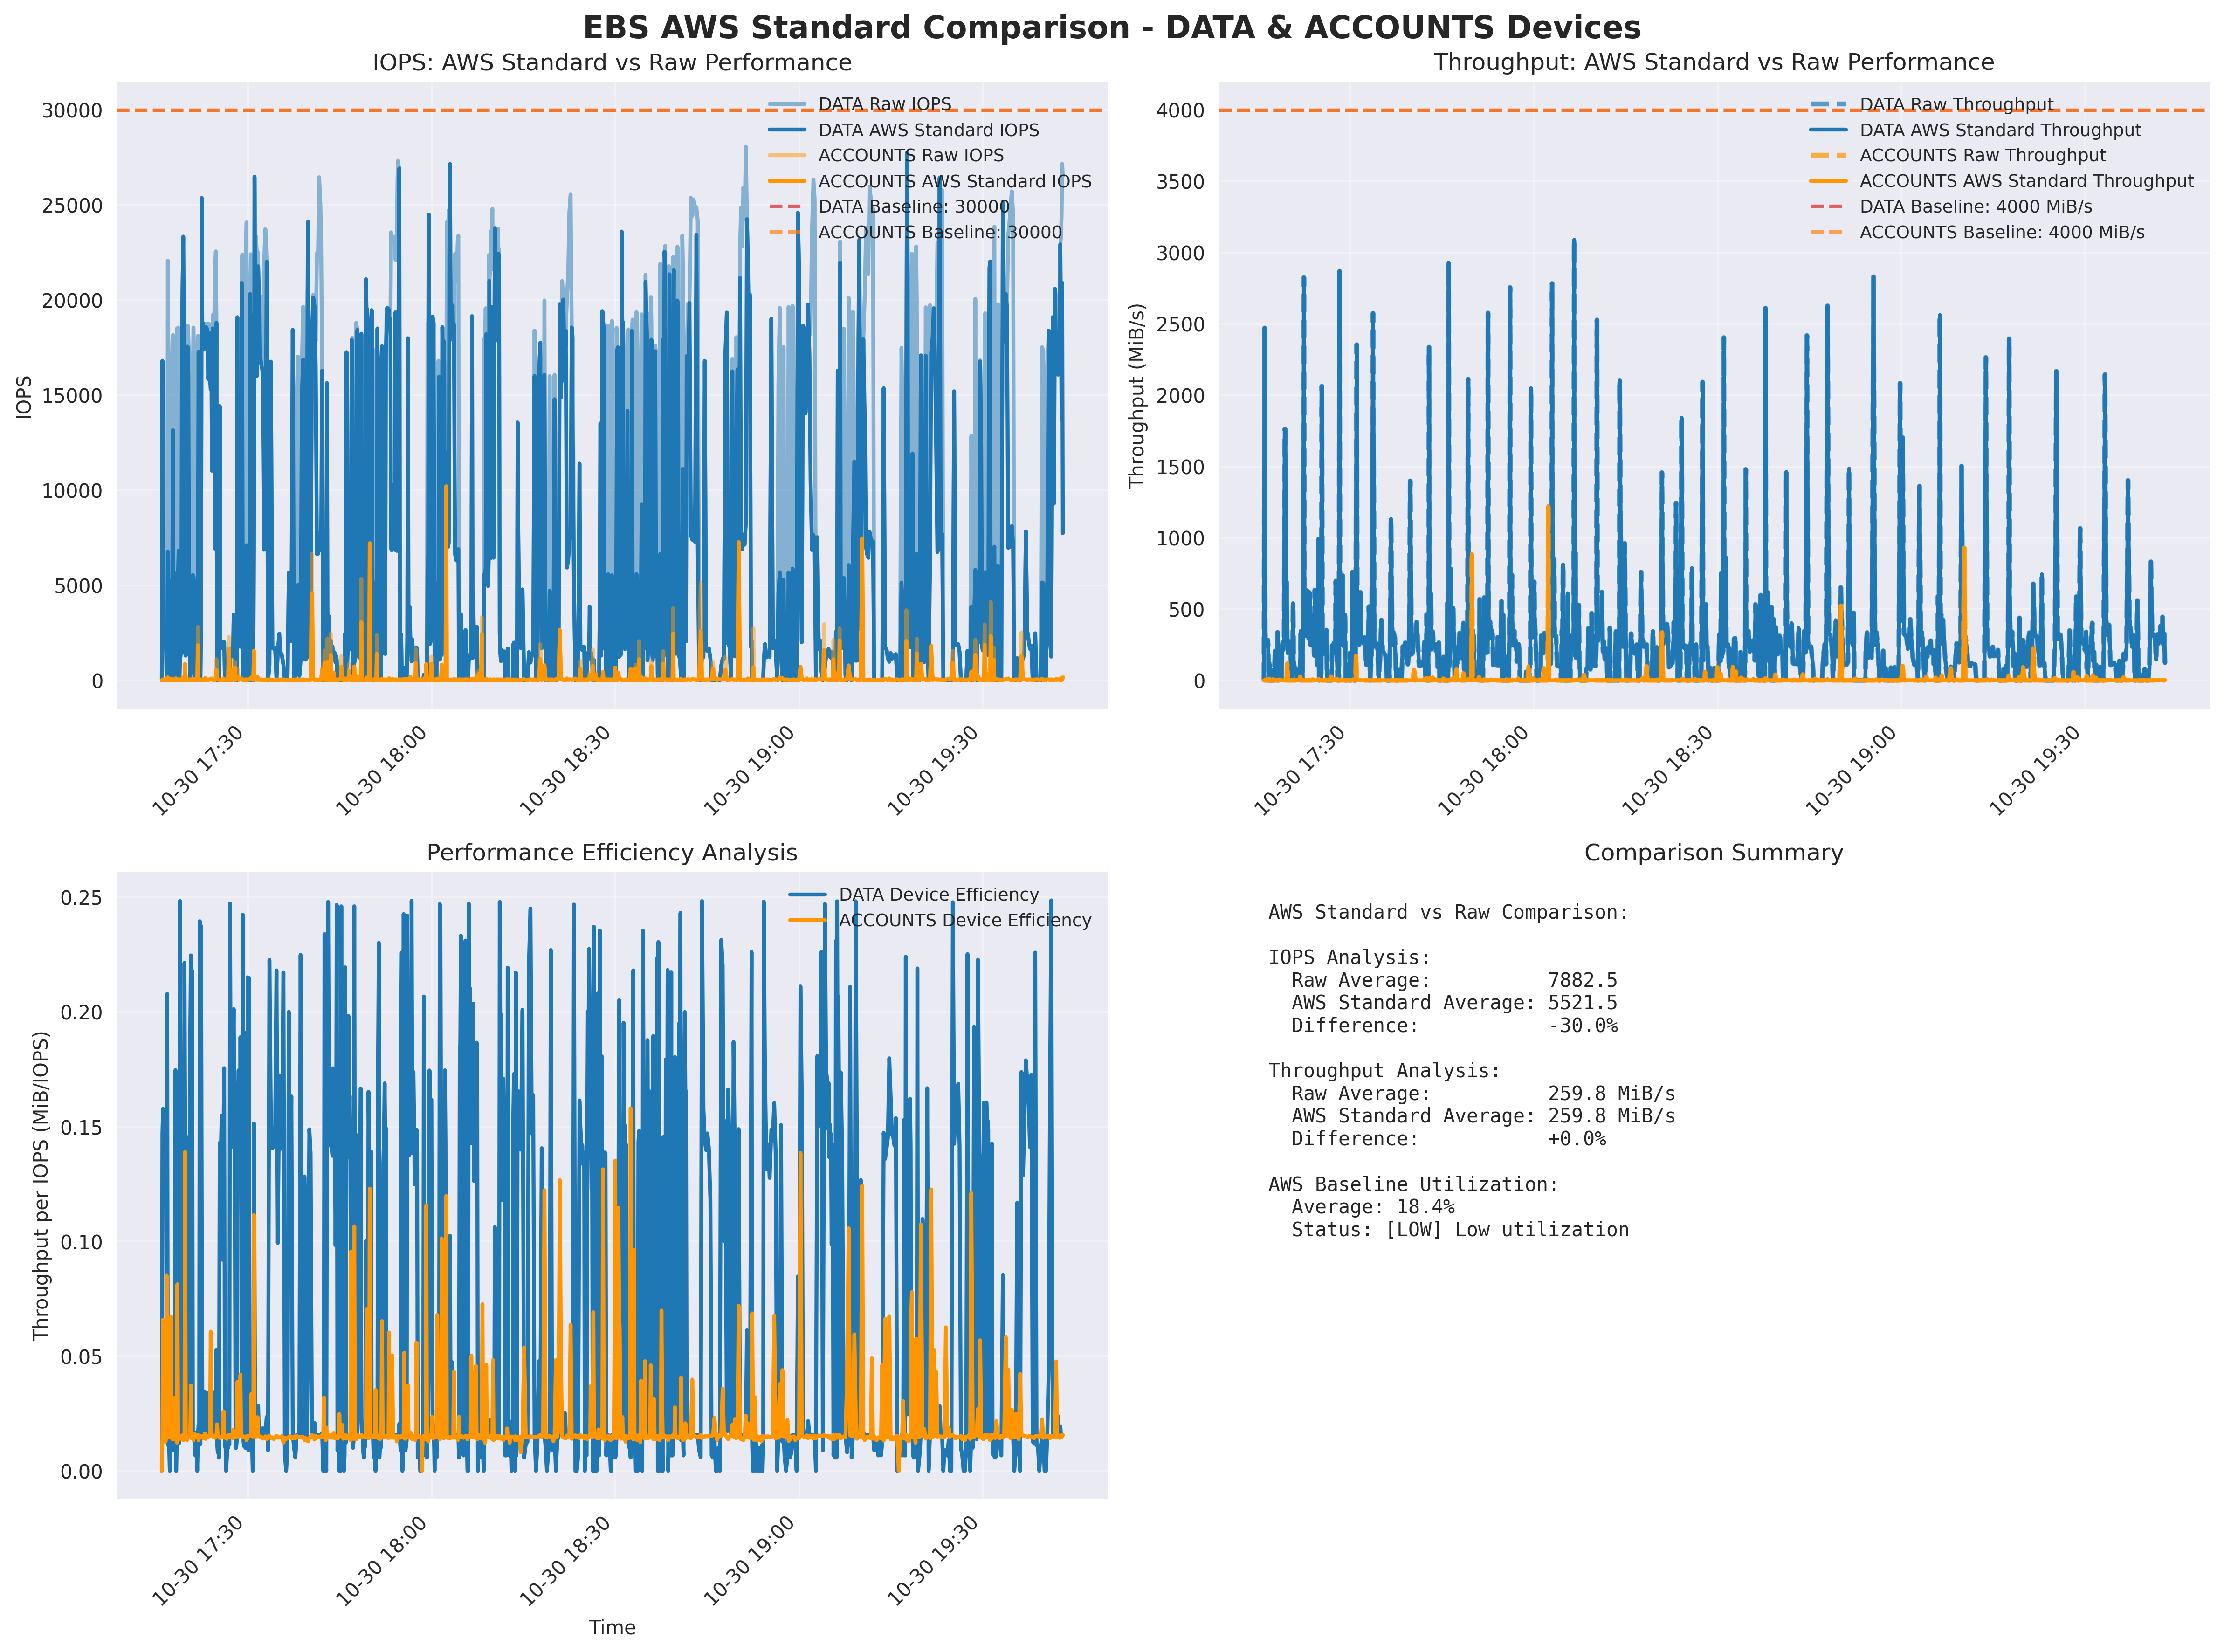 EBS AWS Standard Comparison - DATA & ACCOUNTS Devices
IOPS: AWS Standard vs Raw Performance
30000
25000
20000
15000
10000
5000
0
IOPS
DATA Raw IOPS
DATA AWS Standard IOPS
ACCOUNTS Raw IOPS
ACCOUNTS AWS Standard IOPS
DATA Baseline: 30000
ACCOUNTS Baseline: 30000
10-30 17:30
10-30 18:00
10-30 18:30
10-30 19:00
10-30 19:30
Throughput: AWS Standard vs Raw Performance
4000
3500
3000
2500
2000
1500
1000
500
0
Throughput (MiB/s)
DATA Raw Throughput
DATA AWS Standard Throughput
ACCOUNTS Raw Throughput
ACCOUNTS AWS Standard Throughput
DATA Baseline: 4000 MiB/s
ACCOUNTS Baseline: 4000 MiB/s
10-30 17:30
10-30 18:00
10-30 18:30
10-30 19:00
10-30 19:30
Performance Efficiency Analysis
0.25
0.20
0.15
0.10
0.05
0.00
Throughput per IOPS (MiB/IOPS)
DATA Device Efficiency
ACCOUNTS Device Efficiency
10-30 17:30
10-30 18:00
10-30 18:30
10-30 19:00
10-30 19:30
Time
Comparison Summary
AWS Standard vs Raw Comparison:
IOPS Analysis:
Raw Average: 7882.5
AWS Standard Average: 5521.5
Difference: -30.0%
Throughput Analysis:
Raw Average: 259.8 MiB/s
AWS Standard Average: 259.8 MiB/s
Difference: +0.0%
AWS Baseline Utilization:
Average: 18.4%
Status: [LOW] Low utilization